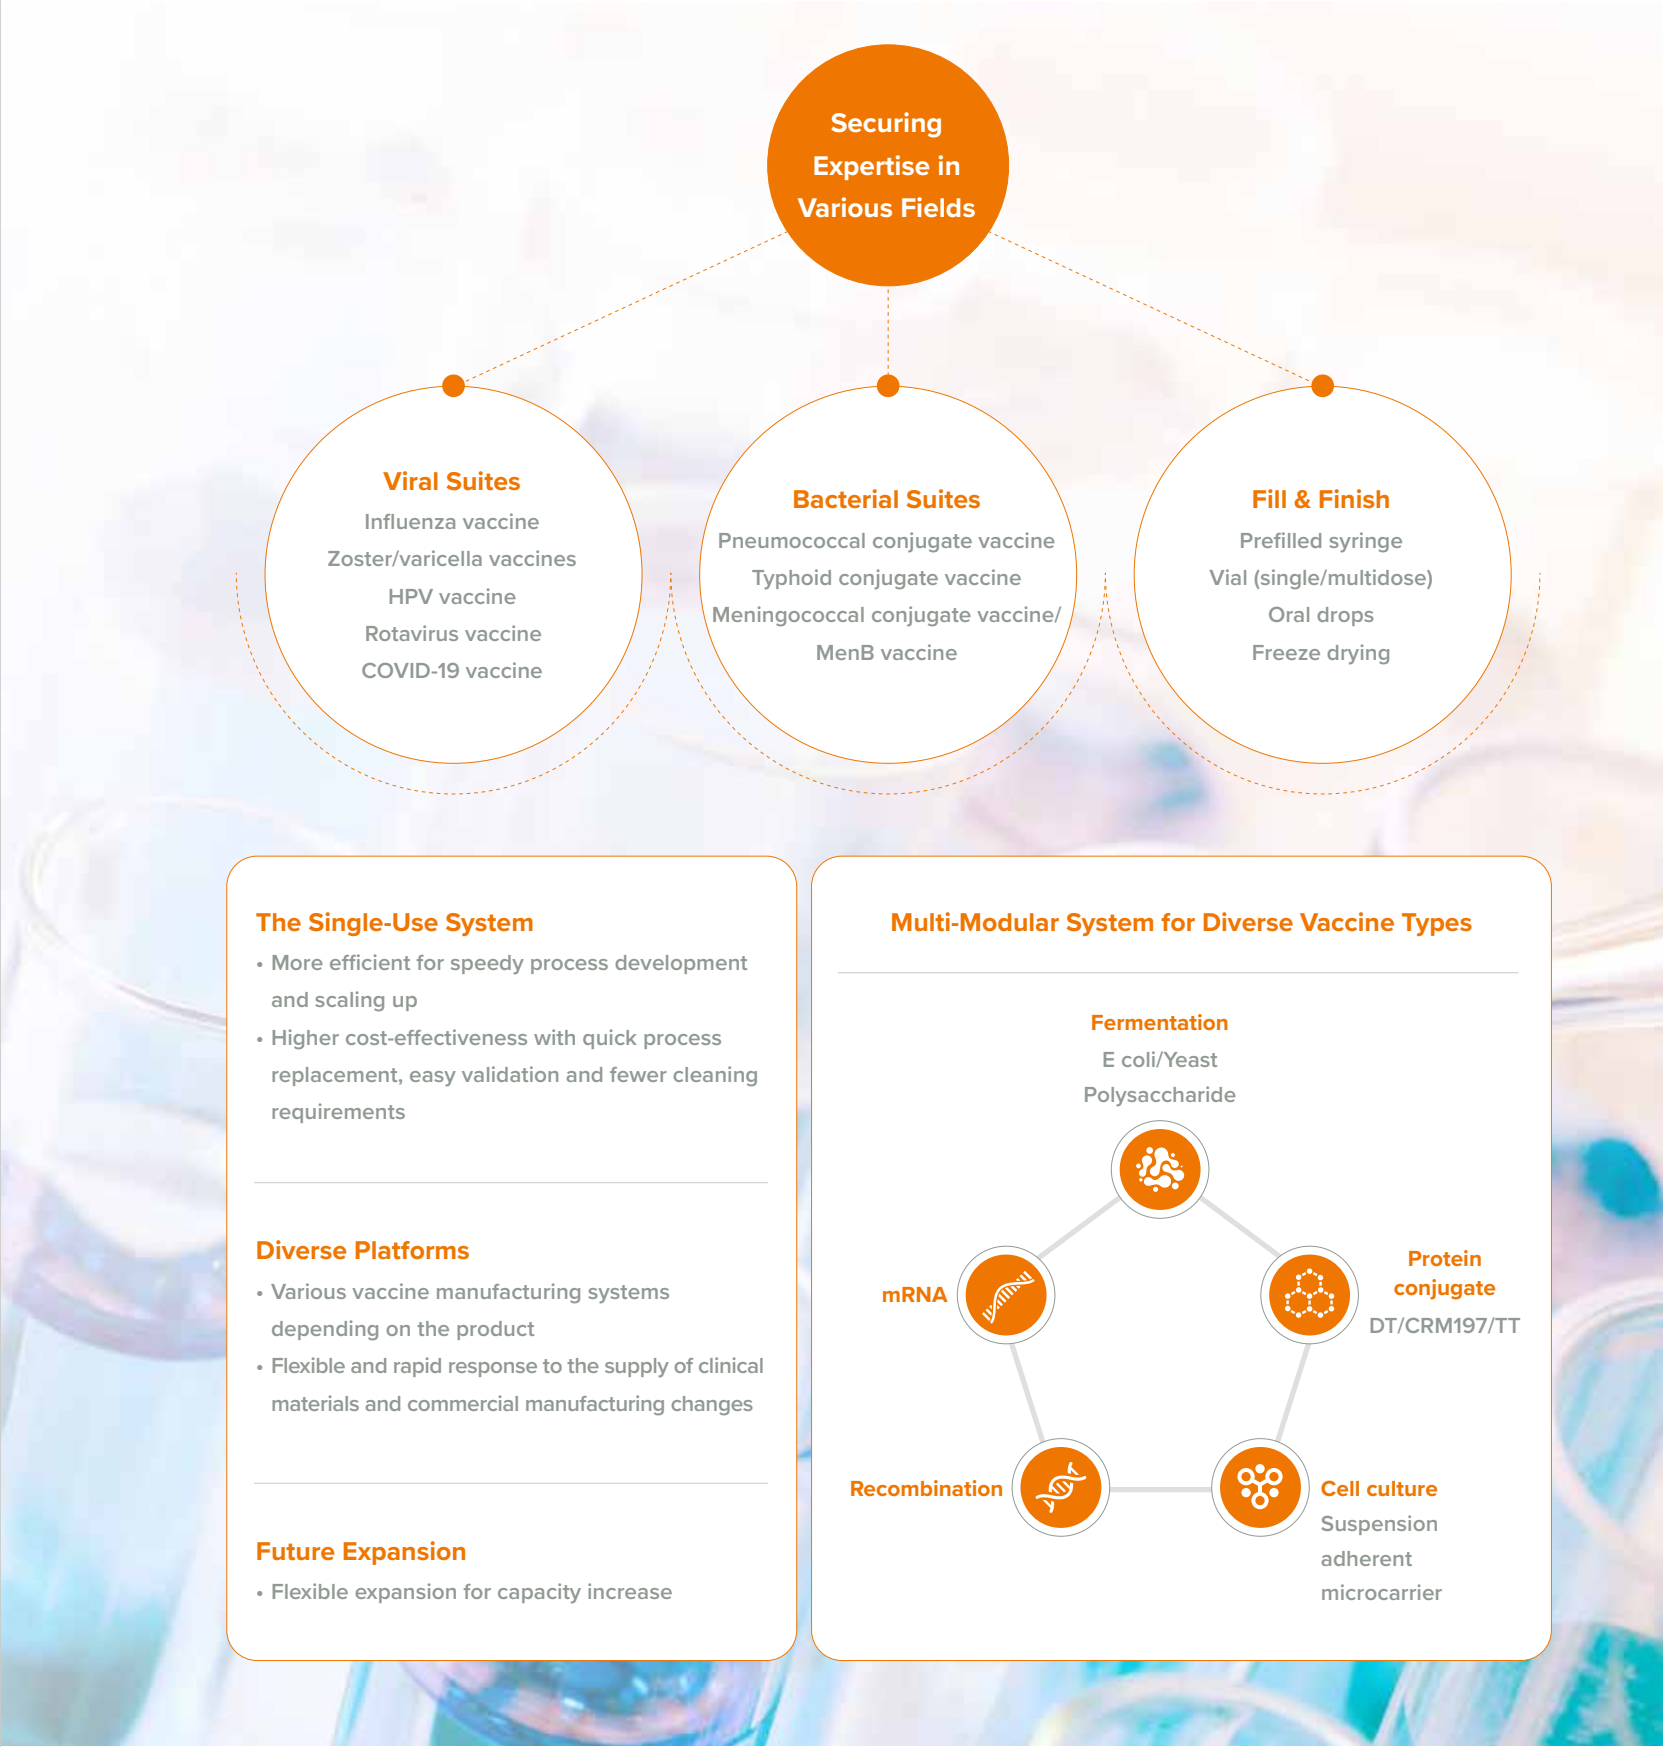 Securing
Expertise in
Various Fields
Viral Suites
Influenza vaccine
Zoster/varicella vaccines
HPV vaccine
Rotavirus vaccine
COVID-19 vaccine
Bacterial Suites
Pneumococcal conjugate vaccine
Typhoid conjugate vaccine
Meningococcal conjugate vaccine/
MenB vaccine
Fill & Finish
Prefilled syringe
Vial (single/multidose)
Oral drops
Freeze drying
The Single-Use System
• More efficient for speedy process development
and scaling up
• Higher cost-effectiveness with quick process
replacement, easy validation and fewer cleaning
requirements
Diverse Platforms
• Various vaccine manufacturing systems
depending on the product
• Flexible and rapid response to the supply of clinical
materials and commercial manufacturing changes
Future Expansion
• Flexible expansion for capacity increase
Multi-Modular System for Diverse Vaccine Types
Fermentation
E coli/Yeast
Polysaccharide
mRNA
Protein
conjugate
DT/CRM197/TT
Recombination
Cell culture
Suspension
adherent
microcarrier